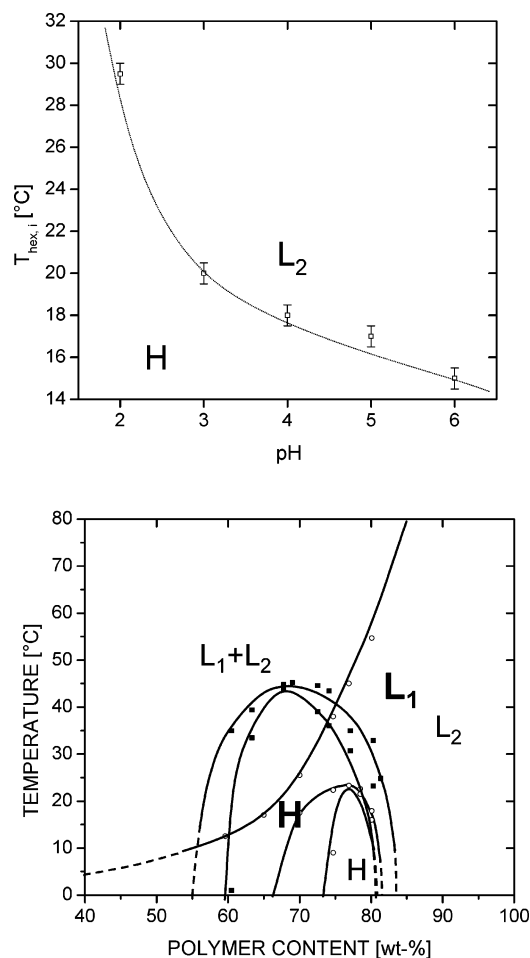 32
30
28
26
24
22
20
18
16
14
T hex, i [°C]
L₂
H
2 3 4 5 6
pH
80
70
60
50
40
30
20
10
0
TEMPERATURE [°C]
L₁+L₂
L₁
L₂
H
H
40 50 60 70 80 90 100
POLYMER CONTENT [wt-%]